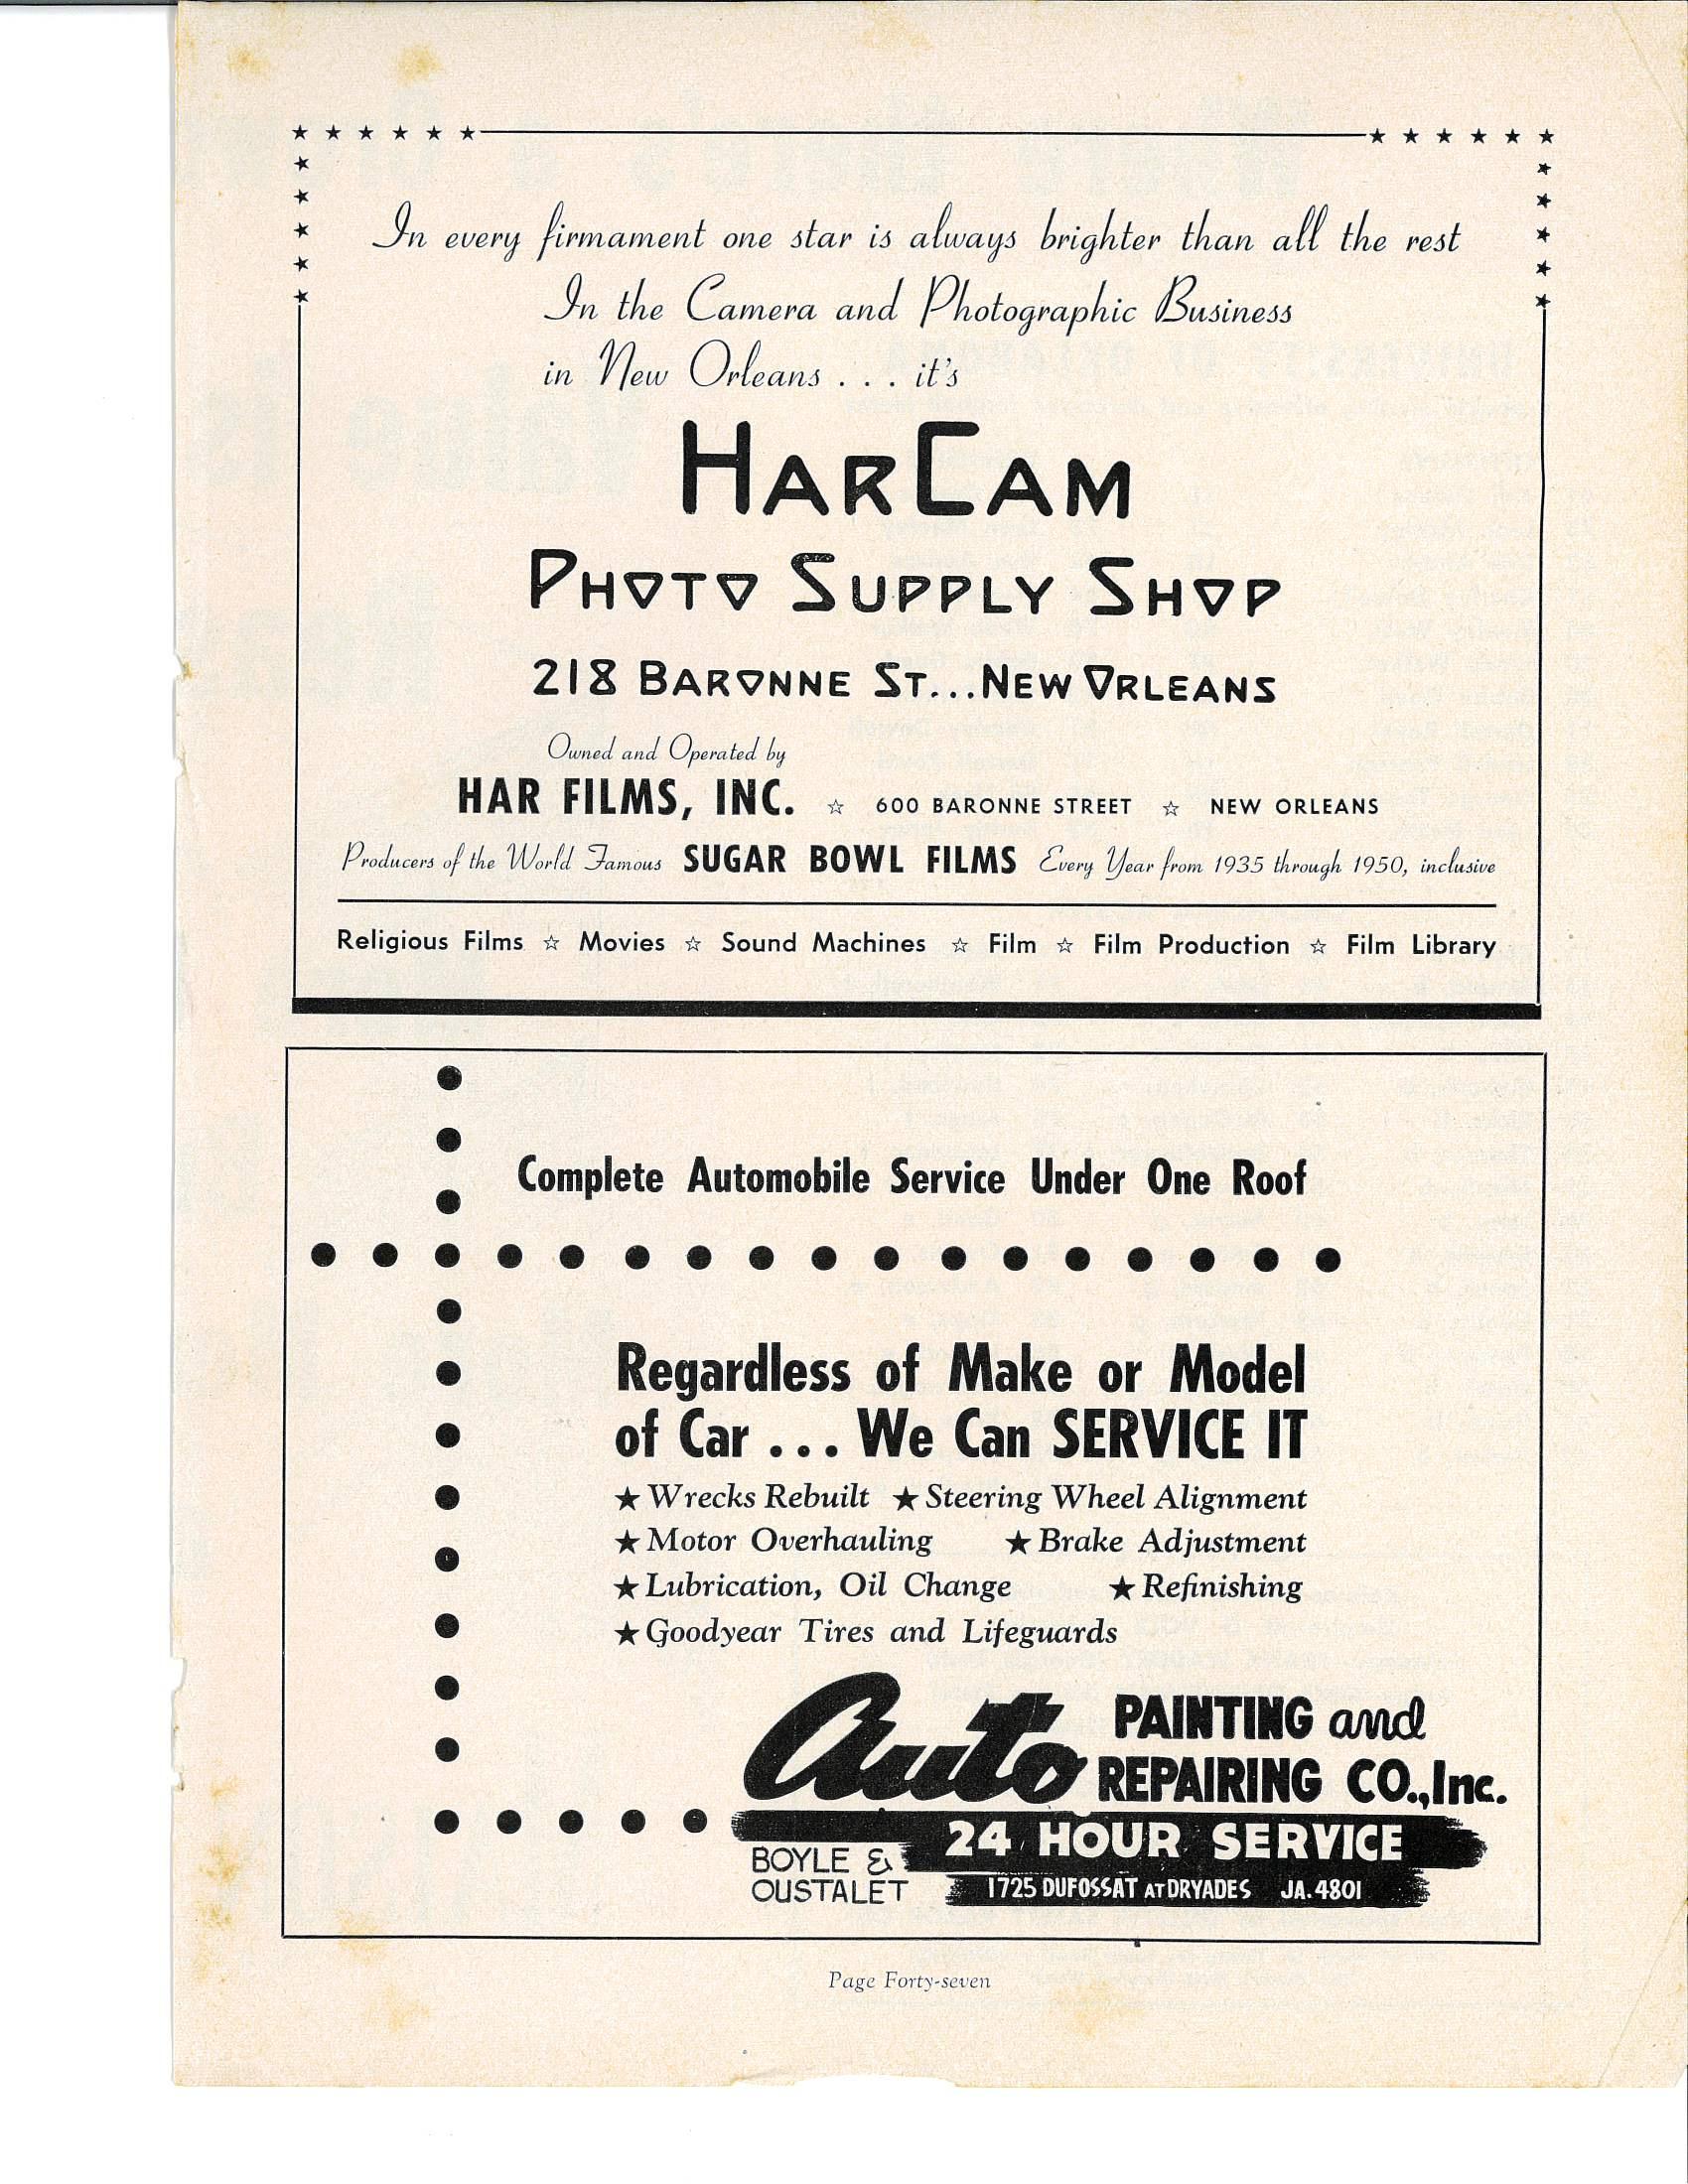 In every firmament one star is always brighter than all the rest
In the Camera and Photographic Business
in New Orleans . . . it's
HARCAM
PHOTO SUPPLY SHOP
218 BARONNE ST...NEW ORLEANS
Owned and Operated by
HAR FILMS, INC. ☆ 600 BARONNE STREET ☆ NEW ORLEANS
Producers of the World Famous SUGAR BOWL FILMS Every Year from 1935 through 1950, inclusive
Religious Films ☆ Movies ☆ Sound Machines ☆ Film ☆ Film Production ☆ Film Library
Complete Automobile Service Under One Roof
Regardless of Make or Model
of Car ... We Can SERVICE IT
★ Wrecks Rebuilt ★ Steering Wheel Alignment
★ Motor Overhauling ★ Brake Adjustment
★ Lubrication, Oil Change ★ Refinishing
★ Goodyear Tires and Lifeguards
Auto PAINTING and
REPAIRING CO., Inc.
24 HOUR SERVICE
BOYLE &
OUSTALET
1725 DUFOSSAT AT DRYADES JA. 4801
Page Forty-seven